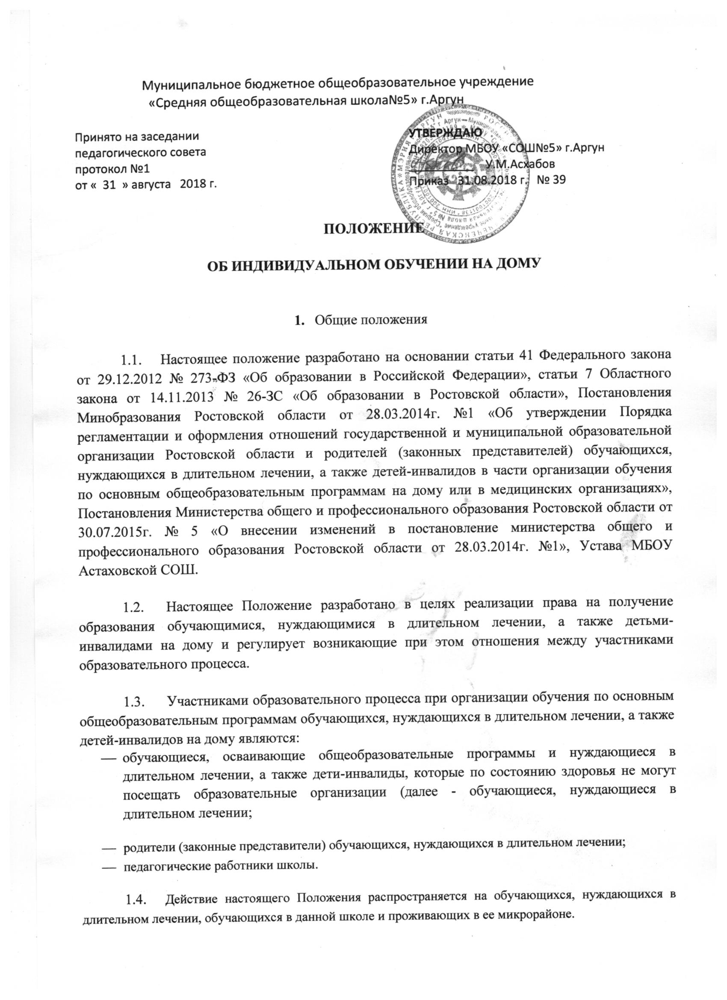 Муниципальное бюджетное общеобразовательное учреждение
«Средняя общеобразовательная школа№5» г.Аргун
Принято на заседании
педагогического совета
протокол №1
от « 31 » августа 2018 г.
УТВЕРЖДАЮ
Директор МБОУ «СОШ№5» г.Аргун
У.М.Асхабов
Приказ 31.08.2018 г. № 39
ПОЛОЖЕНИЕ
ОБ ИНДИВИДУАЛЬНОМ ОБУЧЕНИИ НА ДОМУ
1. Общие положения
1.1. Настоящее положение разработано на основании статьи 41 Федерального закона
от 29.12.2012 № 273-ФЗ «Об образовании в Российской Федерации», статьи 7 Областного
закона от 14.11.2013 № 26-ЗС «Об образовании в Ростовской области», Постановления
Минобразования Ростовской области от 28.03.2014г. №1 «Об утверждении Порядка
регламентации и оформления отношений государственной и муниципальной образовательной
организации Ростовской области и родителей (законных представителей) обучающихся,
нуждающихся в длительном лечении, а также детей-инвалидов в части организации обучения
по основным общеобразовательным программам на дому или в медицинских организациях»,
Постановления Министерства общего и профессионального образования Ростовской области от
30.07.2015г. № 5 «О внесении изменений в постановление министерства общего и
профессионального образования Ростовской области от 28.03.2014г. №1», Устава МБОУ
Астаховской СОШ.
1.2. Настоящее Положение разработано в целях реализации права на получение
образования обучающимися, нуждающимися в длительном лечении, а также детьми-
инвалидами на дому и регулирует возникающие при этом отношения между участниками
образовательного процесса.
1.3. Участниками образовательного процесса при организации обучения по основным
общеобразовательным программам обучающихся, нуждающихся в длительном лечении, а также
детей-инвалидов на дому являются:
— обучающиеся, осваивающие общеобразовательные программы и нуждающиеся в
длительном лечении, а также дети-инвалиды, которые по состоянию здоровья не могут
посещать образовательные организации (далее - обучающиеся, нуждающиеся в
длительном лечении;
— родители (законные представители) обучающихся, нуждающихся в длительном лечении;
— педагогические работники школы.
1.4. Действие настоящего Положения распространяется на обучающихся, нуждающихся в
длительном лечении, обучающихся в данной школе и проживающих в ее микрорайоне.